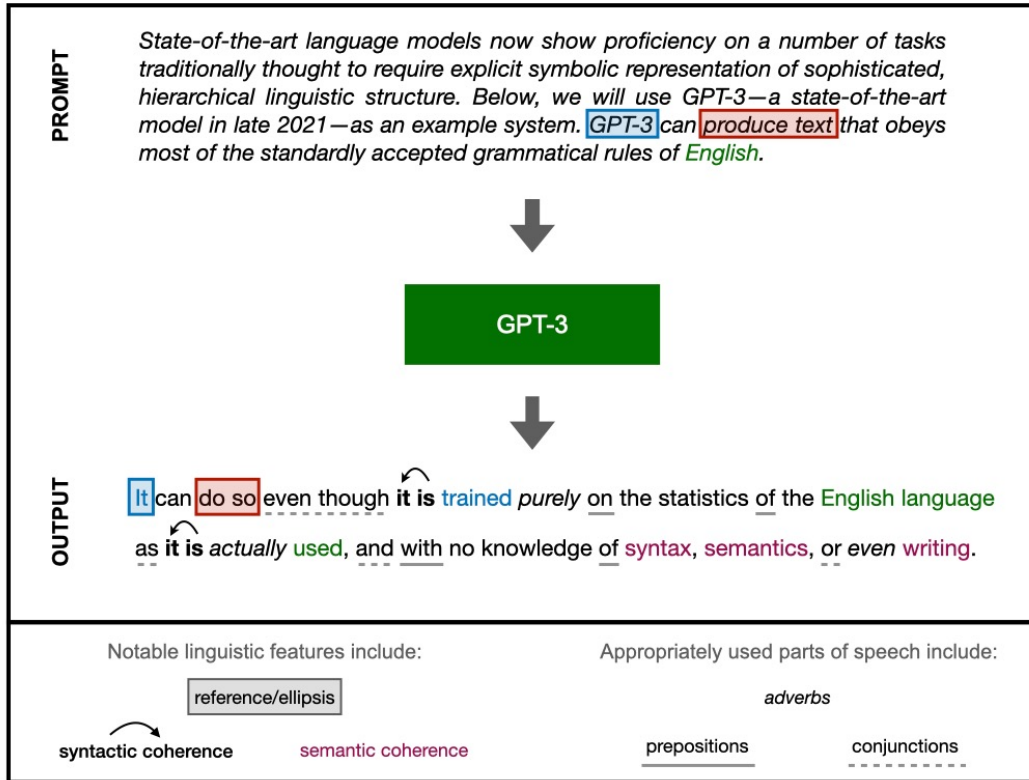 PROMPT
State-of-the-art language models now show proficiency on a number of tasks
traditionally thought to require explicit symbolic representation of sophisticated,
hierarchical linguistic structure. Below, we will use GPT-3—a state-of-the-art
model in late 2021—as an example system. GPT-3 can produce text that obeys
most of the standardly accepted grammatical rules of English.
GPT-3
OUTPUT
It can do so even though it is trained purely on the statistics of the English language
as it is actually used, and with no knowledge of syntax, semantics, or even writing.
Notable linguistic features include:
reference/ellipsis
syntactic coherence
semantic coherence
Appropriately used parts of speech include:
adverbs
prepositions
conjunctions